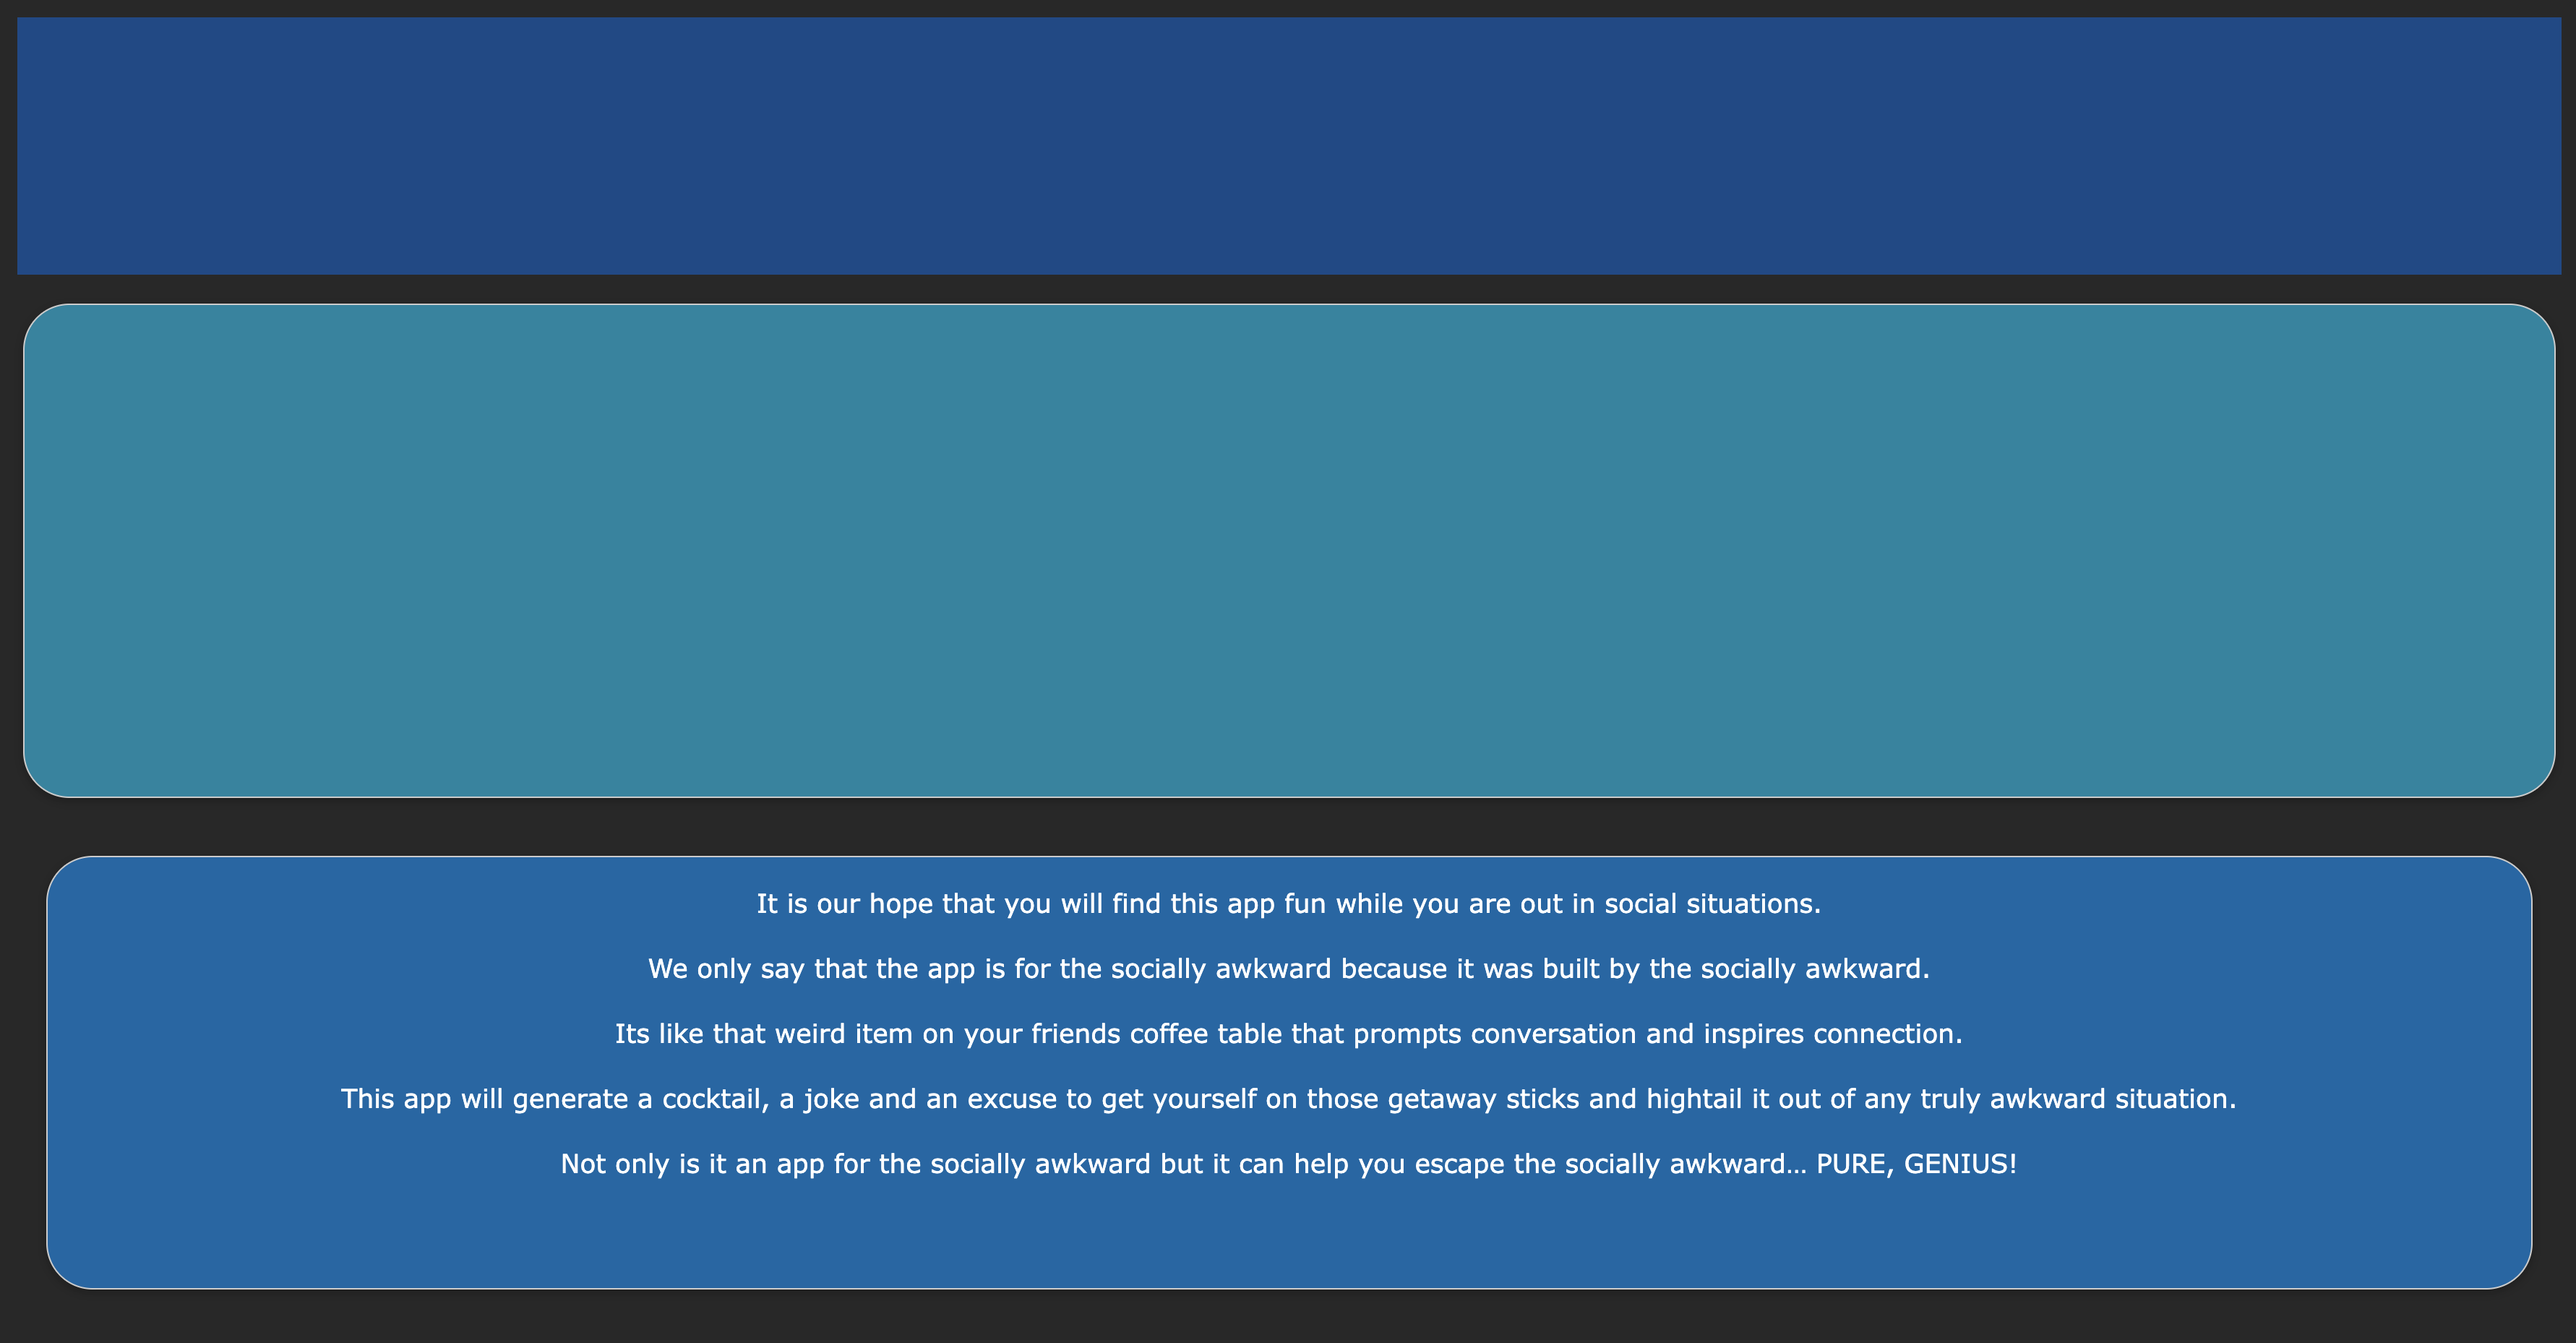 It is our hope that you will find this app fun while you are out in social situations.
We only say that the app is for the socially awkward because it was built by the socially awkward.
Its like that weird item on your friends coffee table that prompts conversation and inspires connection.
This app will generate a cocktail, a joke and an excuse to get yourself on those getaway sticks and hightail it out of any truly awkward situation.
Not only is it an app for the socially awkward but it can help you escape the socially awkward... PURE, GENIUS!